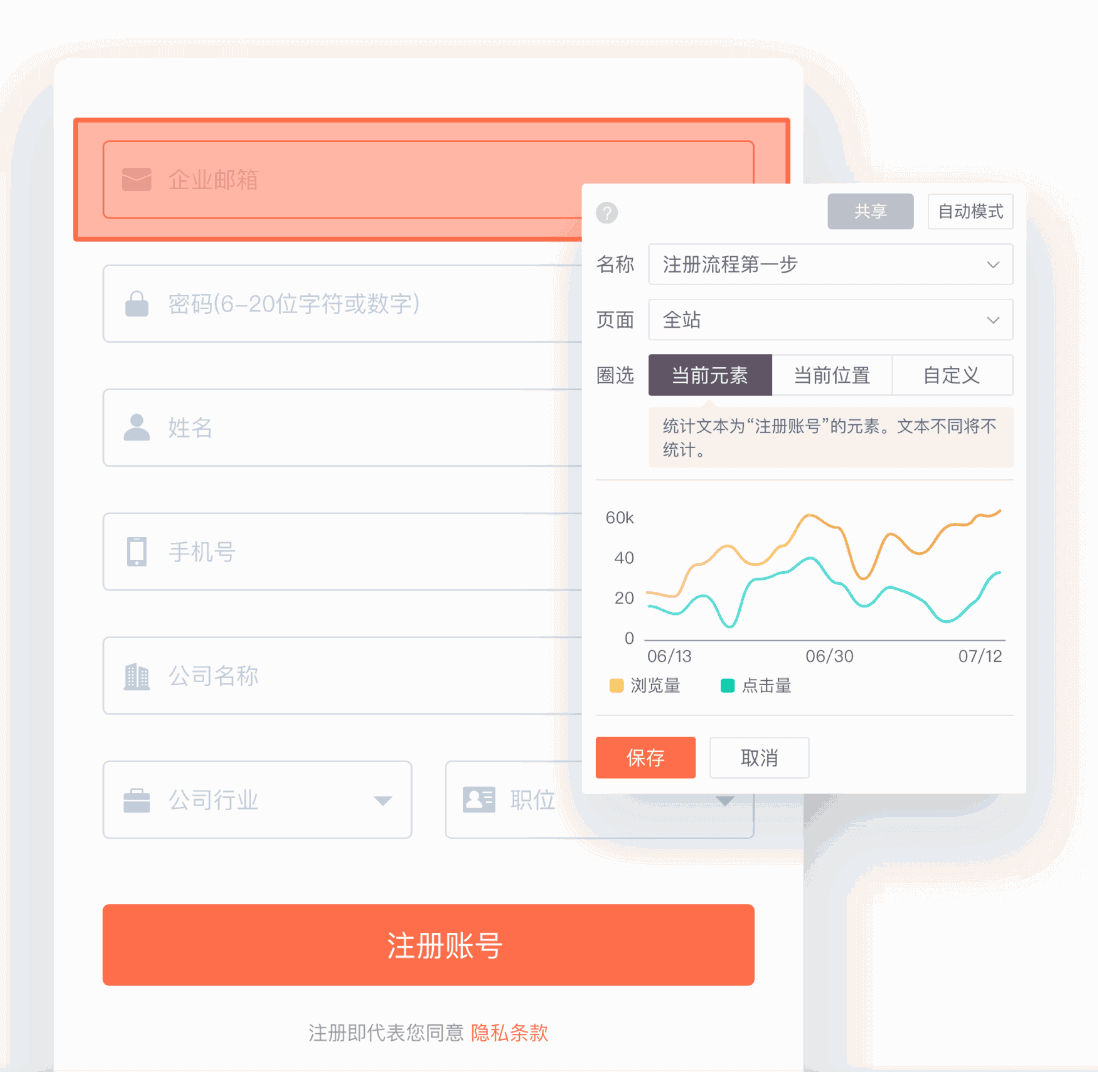 企业邮箱
密码(6-20位字符或数字)
姓名
手机号
公司名称
公司行业
职位
注册账号
注册即代表您同意 隐私条款
?
共享
自动模式
名称
注册流程第一步
页面
全站
圈选
当前元素
当前位置
自定义
统计文本为“注册账号”的元素。文本不同将不
统计。
60k
40
20
0
06/13
06/30
07/12
浏览量
点击量
保存
取消